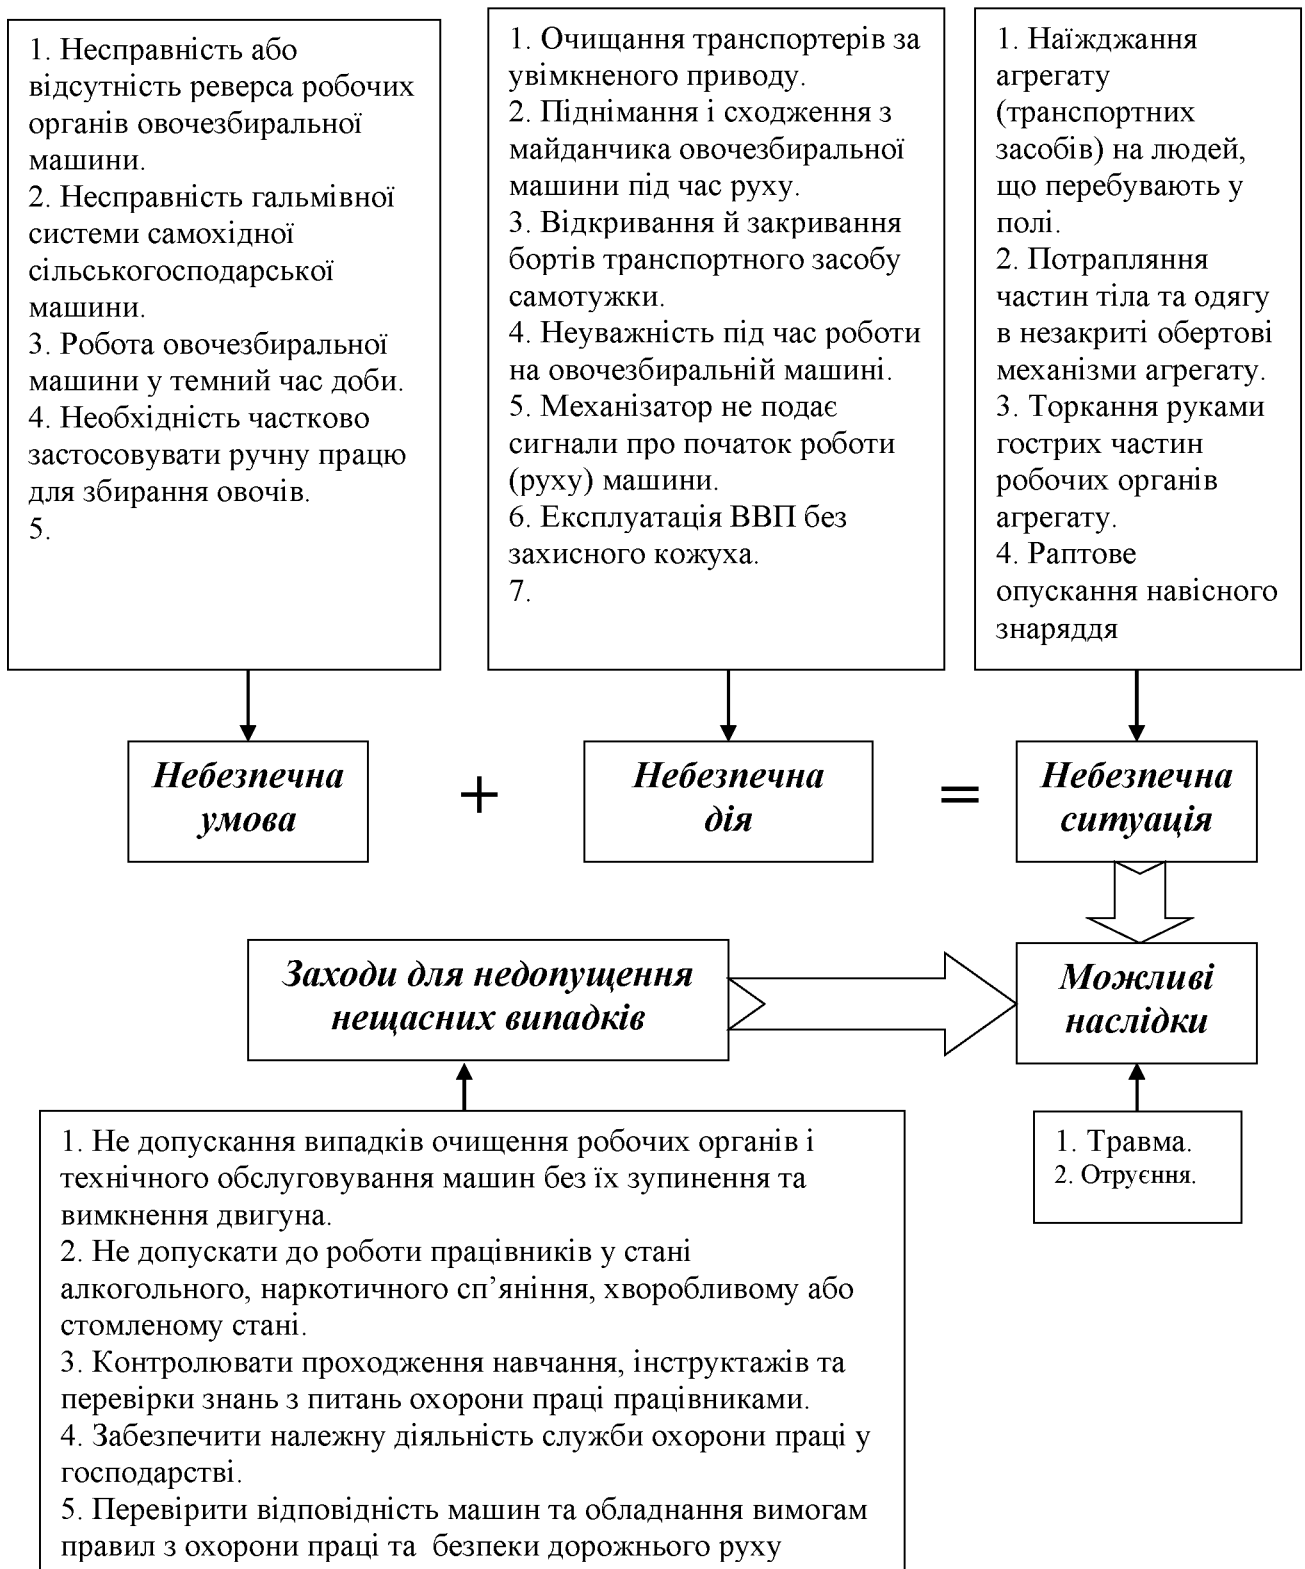 1. Несправність або
відсутність реверса робочих
органів овочезбиральної
машини.
2. Несправність гальмівної
системи самохідної
сільськогосподарської
машини.
3. Робота овочезбиральної
машини у темний час доби.
4. Необхідність частково
застосовувати ручну працю
для збирання овочів.
5.
1. Очищання транспортерів за
увімкненого приводу.
2. Піднімання і сходження з
майданчика овочезбиральної
машини під час руху.
3. Відкривання й закривання
бортів транспортного засобу
самотужки.
4. Неуважність під час роботи
на овочезбиральній машині.
5. Механізатор не подає
сигнали про початок роботи
(руху) машини.
6. Експлуатація ВВП без
захисного кожуха.
7.
1. Наїжджання
агрегату
(транспортних
засобів) на людей,
що перебувають у
полі.
2. Потрапляння
частин тіла та одягу
в незакриті обертові
механізми агрегату.
3. Торкання руками
гострих частин
робочих органів
агрегату.
4. Раптове
опускання навісного
знаряддя
Небезпечна
умова
+
Небезпечна
дія
=
Небезпечна
ситуація
Заходи для недопущення
нещасних випадків
Можливі
наслідки
1. Не допускання випадків очищення робочих органів і
технічного обслуговування машин без їх зупинення та
вимкнення двигуна.
2. Не допускати до роботи працівників у стані
алкогольного, наркотичного сп’яніння, хворобливому або
стомленому стані.
3. Контролювати проходження навчання, інструктажів та
перевірки знань з питань охорони праці працівниками.
4. Забезпечити належну діяльність служби охорони праці у
господарстві.
5. Перевірити відповідність машин та обладнання вимогам
правил з охорони праці та  безпеки дорожнього руху
1. Травма.
2. Отруєння.